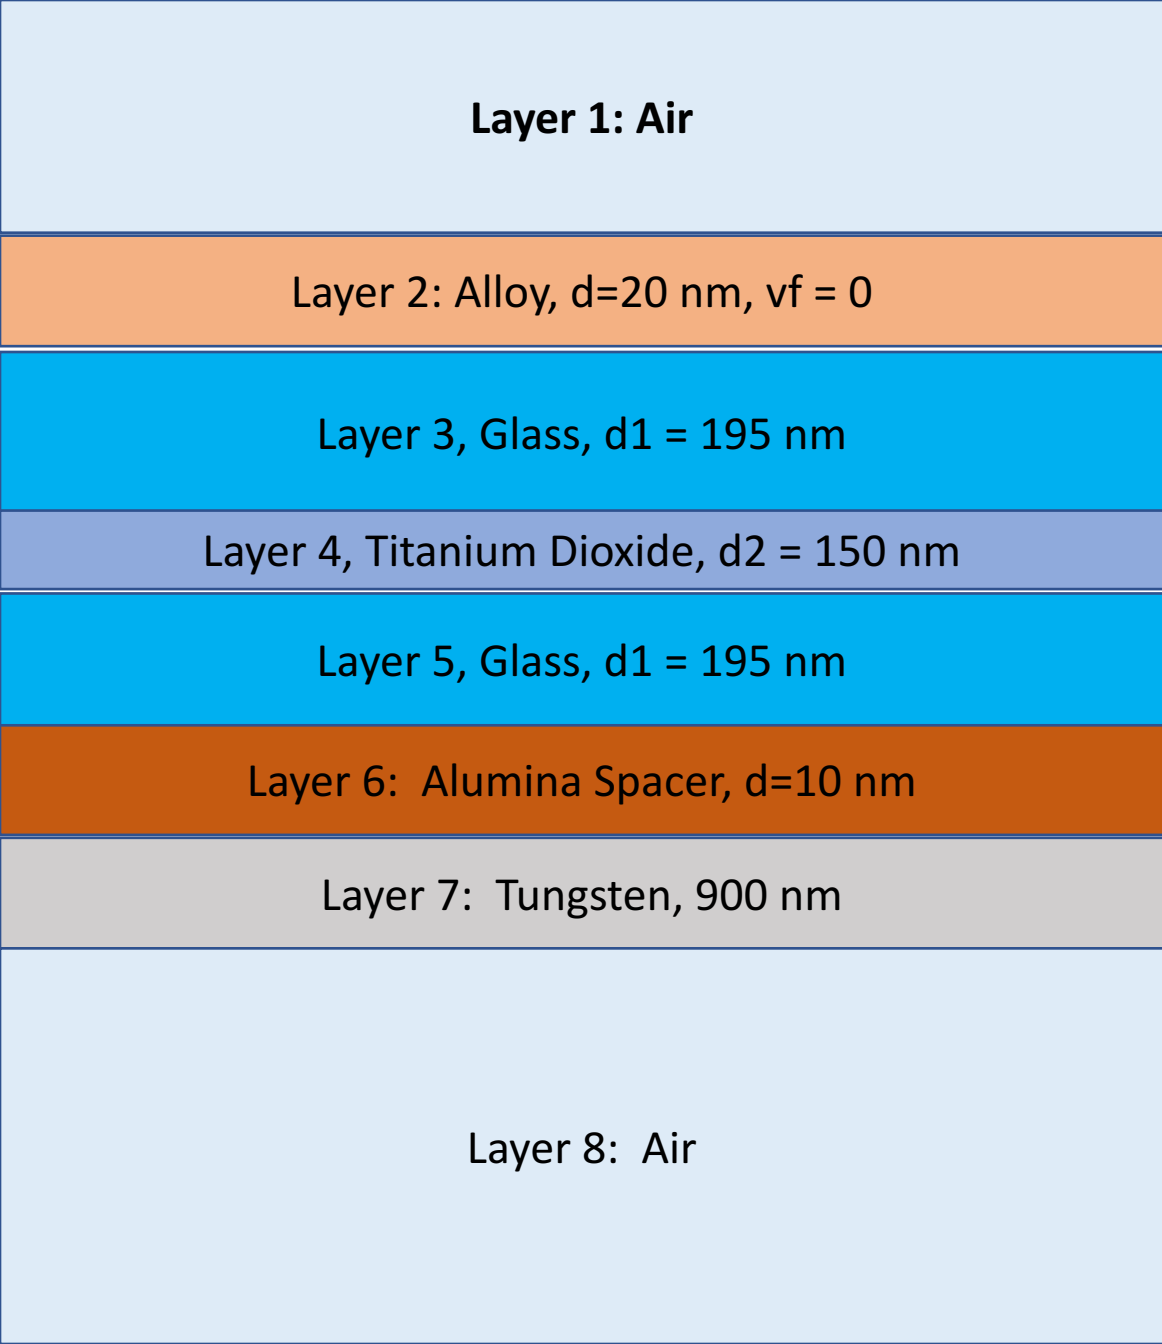 Layer 1: Air
Layer 2: Alloy, d=20 nm, vf = 0
Layer 3, Glass, d1 = 195 nm
Layer 4, Titanium Dioxide, d2 = 150 nm
Layer 5, Glass, d1 = 195 nm
Layer 6:  Alumina Spacer, d=10 nm
Layer 7:  Tungsten, 900 nm
Layer 8:  Air